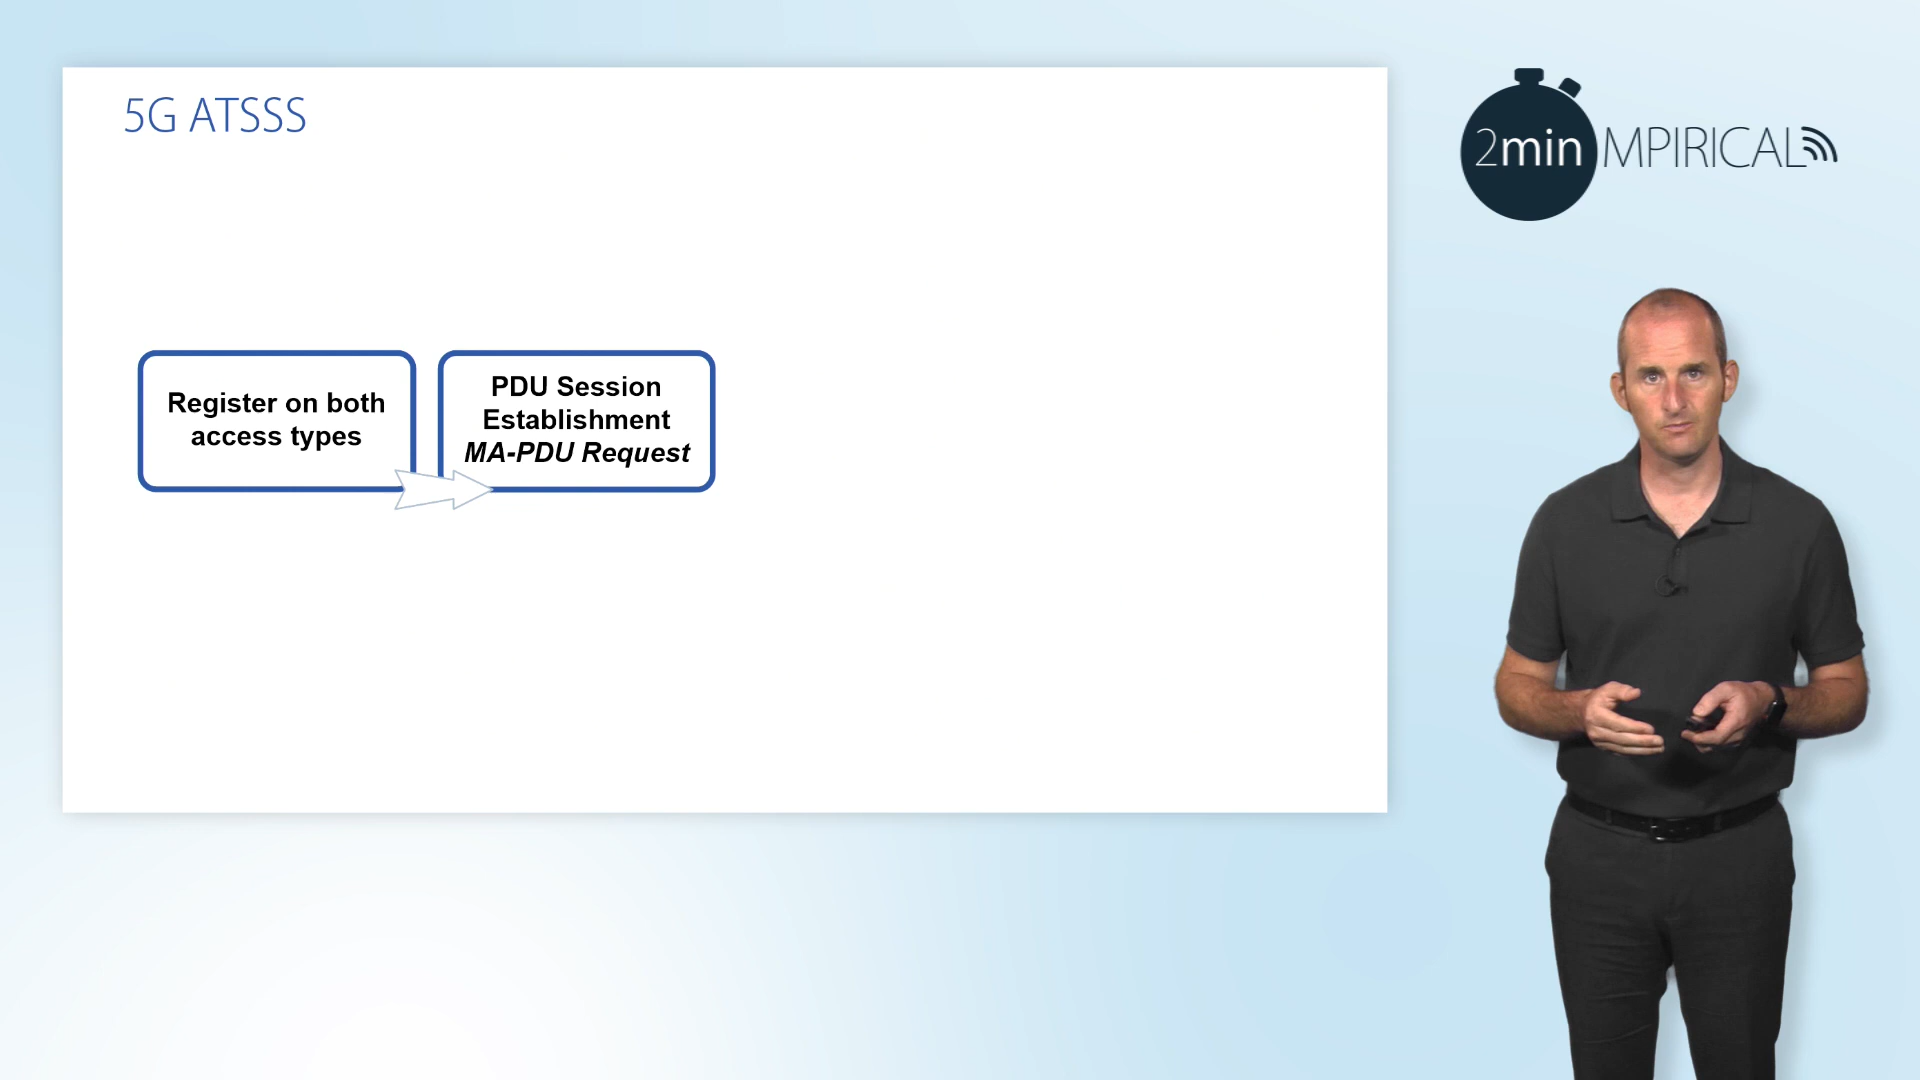 5G ATSSS
2min MPIRICAL
Register on both
access types
PDU Session
Establishment
MA-PDU Request